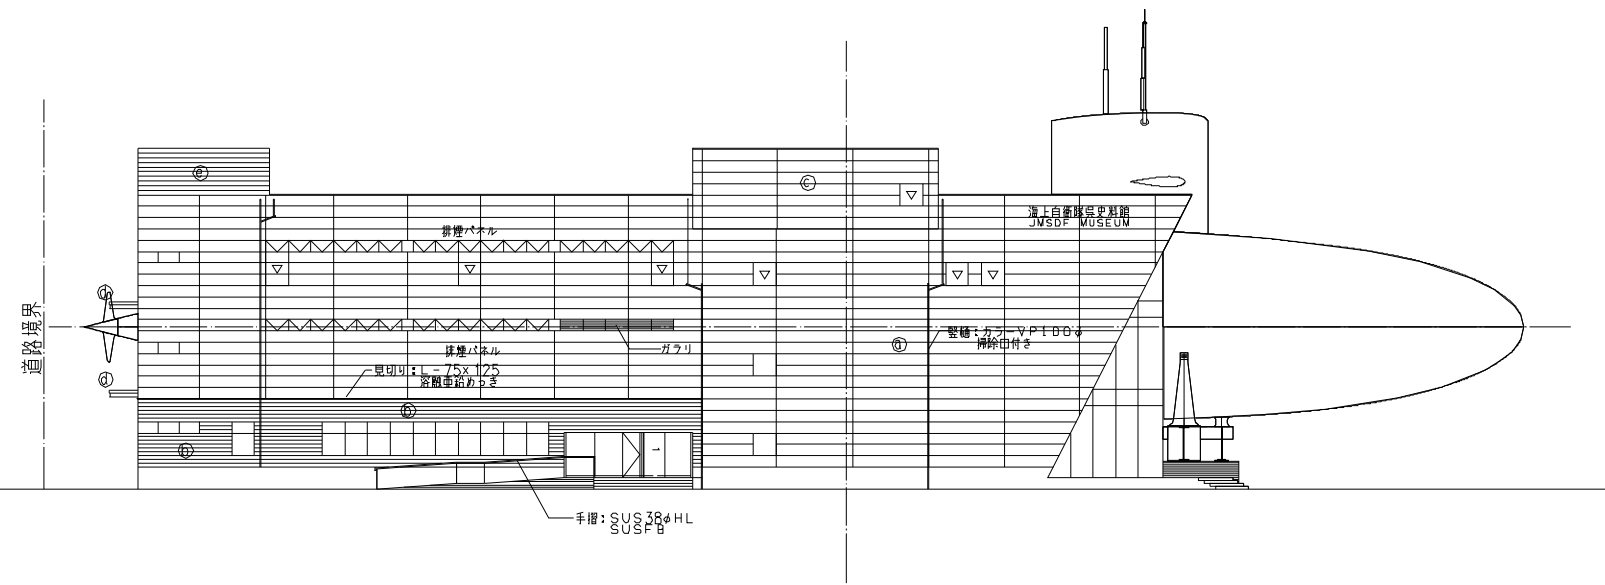 ⓔ
ⓒ
海上自衛隊呉史料館
JMSDF MUSEUM
排煙パネル
ⓓ
道路境界
竪樋：カラーVP100φ
掃除口付き
ⓐ
ガラリ
排煙パネル
見切り：L-75×125
溶融亜鉛めっき
ⓓ
ⓑ
ⓑ
手摺：SUS38φHL
SUSFB